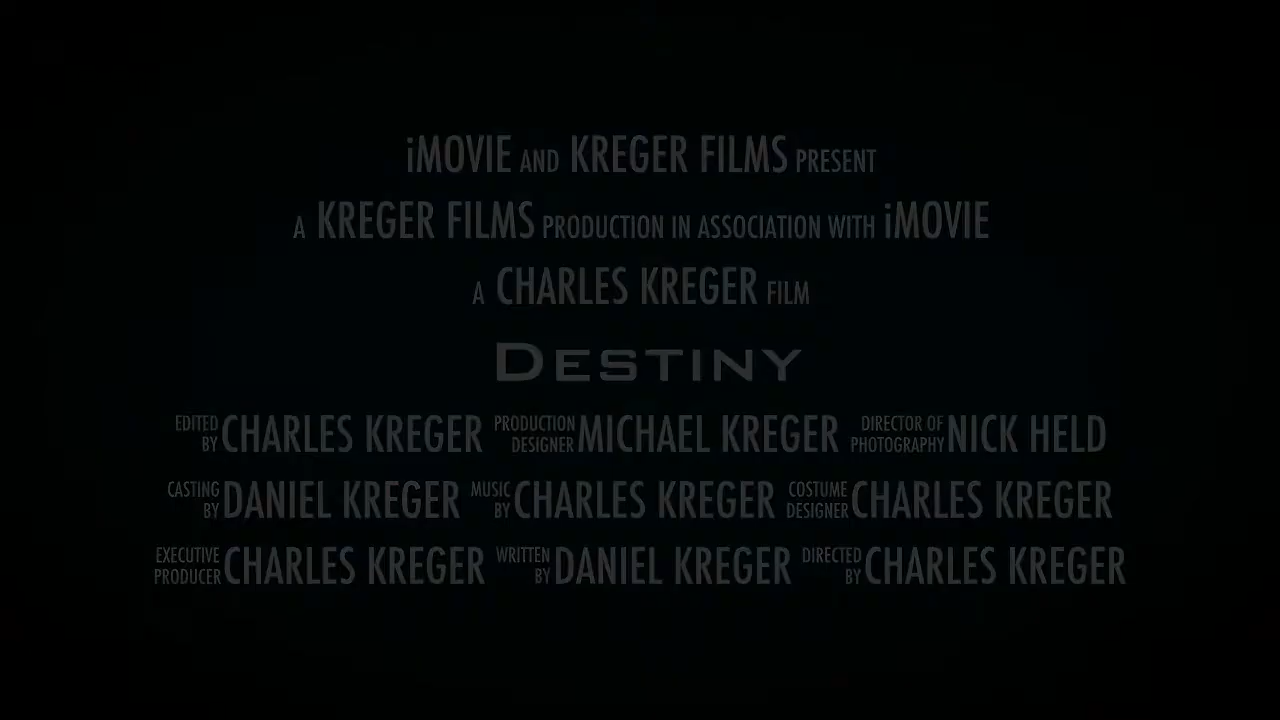 iMOVIE AND KREGER FILMS PRESENT
A KREGER FILMS PRODUCTION IN ASSOCIATION WITH iMOVIE
A CHARLES KREGER FILM
DESTINY
EDITED BY CHARLES KREGER PRODUCTION DESIGNER MICHAEL KREGER DIRECTOR OF PHOTOGRAPHY NICK HELD
CASTING BY DANIEL KREGER MUSIC BY CHARLES KREGER COSTUME DESIGNER CHARLES KREGER
EXECUTIVE PRODUCER CHARLES KREGER WRITTEN BY DANIEL KREGER DIRECTED BY CHARLES KREGER